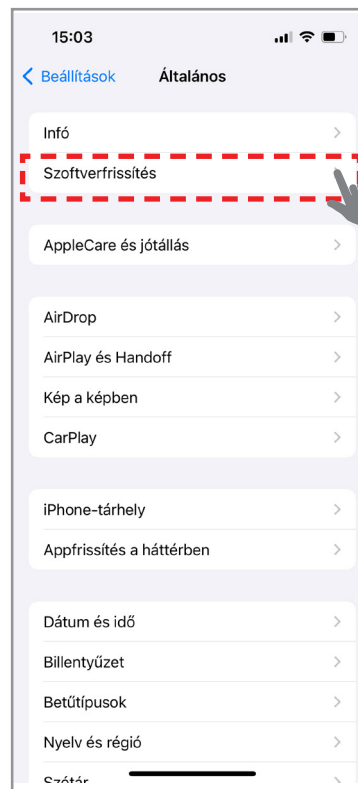 15:03
Beállítások Általános
Infó
Szoftverfrissítés
AppleCare és jótállás
AirDrop
AirPlay és Handoff
Kép a képben
CarPlay
iPhone-tárhely
Appfrissítés a háttérben
Dátum és idő
Billentyűzet
Betűtípusok
Nyelv és régió
Szótár